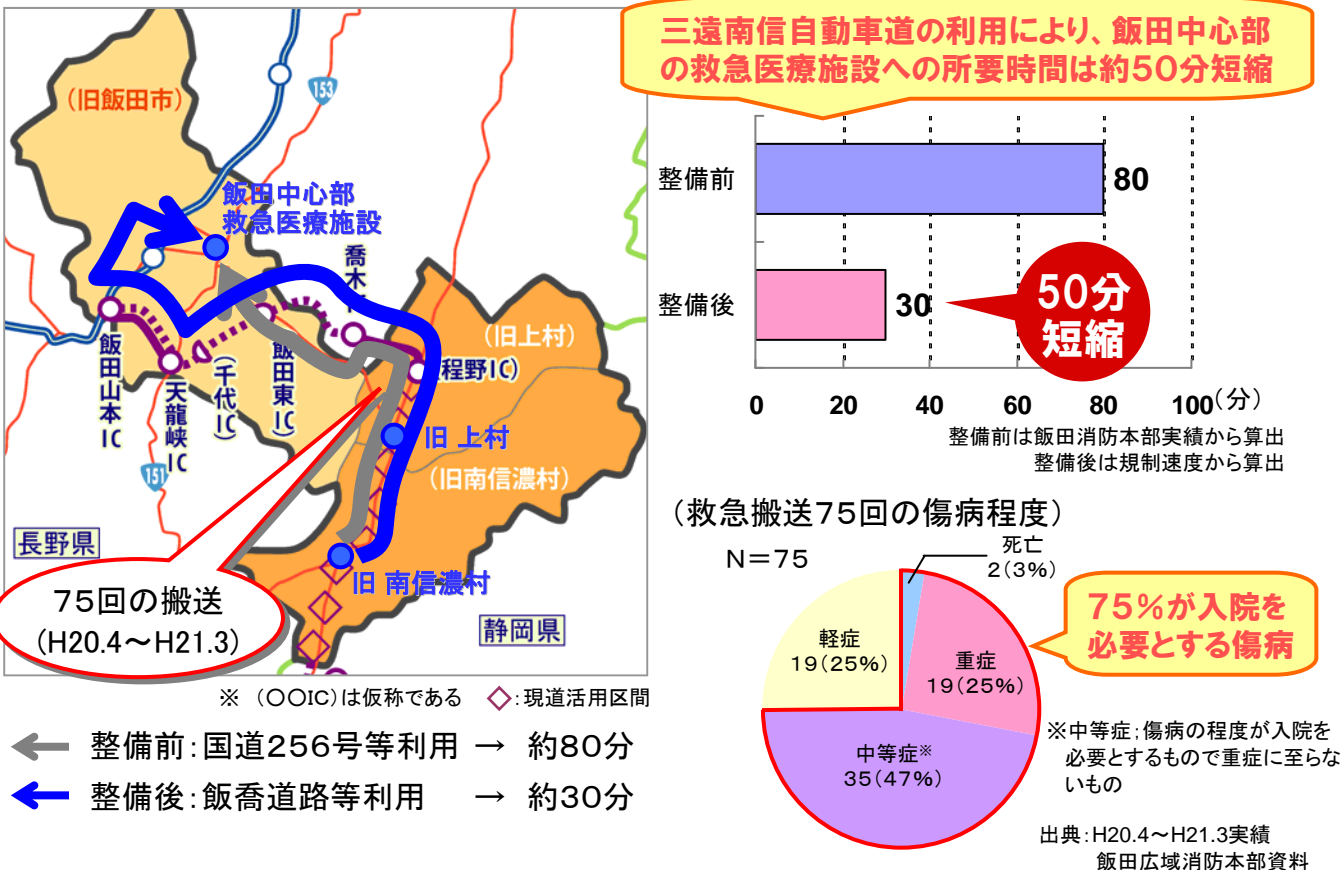 三遠南信自動車道の利用により、飯田中心部
の救急医療施設への所要時間は約50分短縮
(旧飯田市)
153
飯田中心部
救急医療施設
喬木IC
(旧上村)
(程野IC)
飯田山本IC
天龍峡IC
(千代IC)
(飯田東IC)
旧 上村
(旧南信濃村)
151
長野県
旧 南信濃村
静岡県
75回の搬送
(H20.4~H21.3)
※ (○○IC)は仮称である ◇:現道活用区間
整備前:国道256号等利用 → 約80分
整備後:飯喬道路等利用 → 約30分
整備前
80
整備後
30
50分
短縮
0 20 40 60 80 100(分)
整備前は飯田消防本部実績から算出
整備後は規制速度から算出
(救急搬送75回の傷病程度)
N=75
死亡
2(3%)
軽症
19(25%)
重症
19(25%)
中等症※
35(47%)
75%が入院を
必要とする傷病
※中等症;傷病の程度が入院を
必要とするもので重症に至らな
いもの
出典:H20.4~H21.3実績
飯田広域消防本部資料